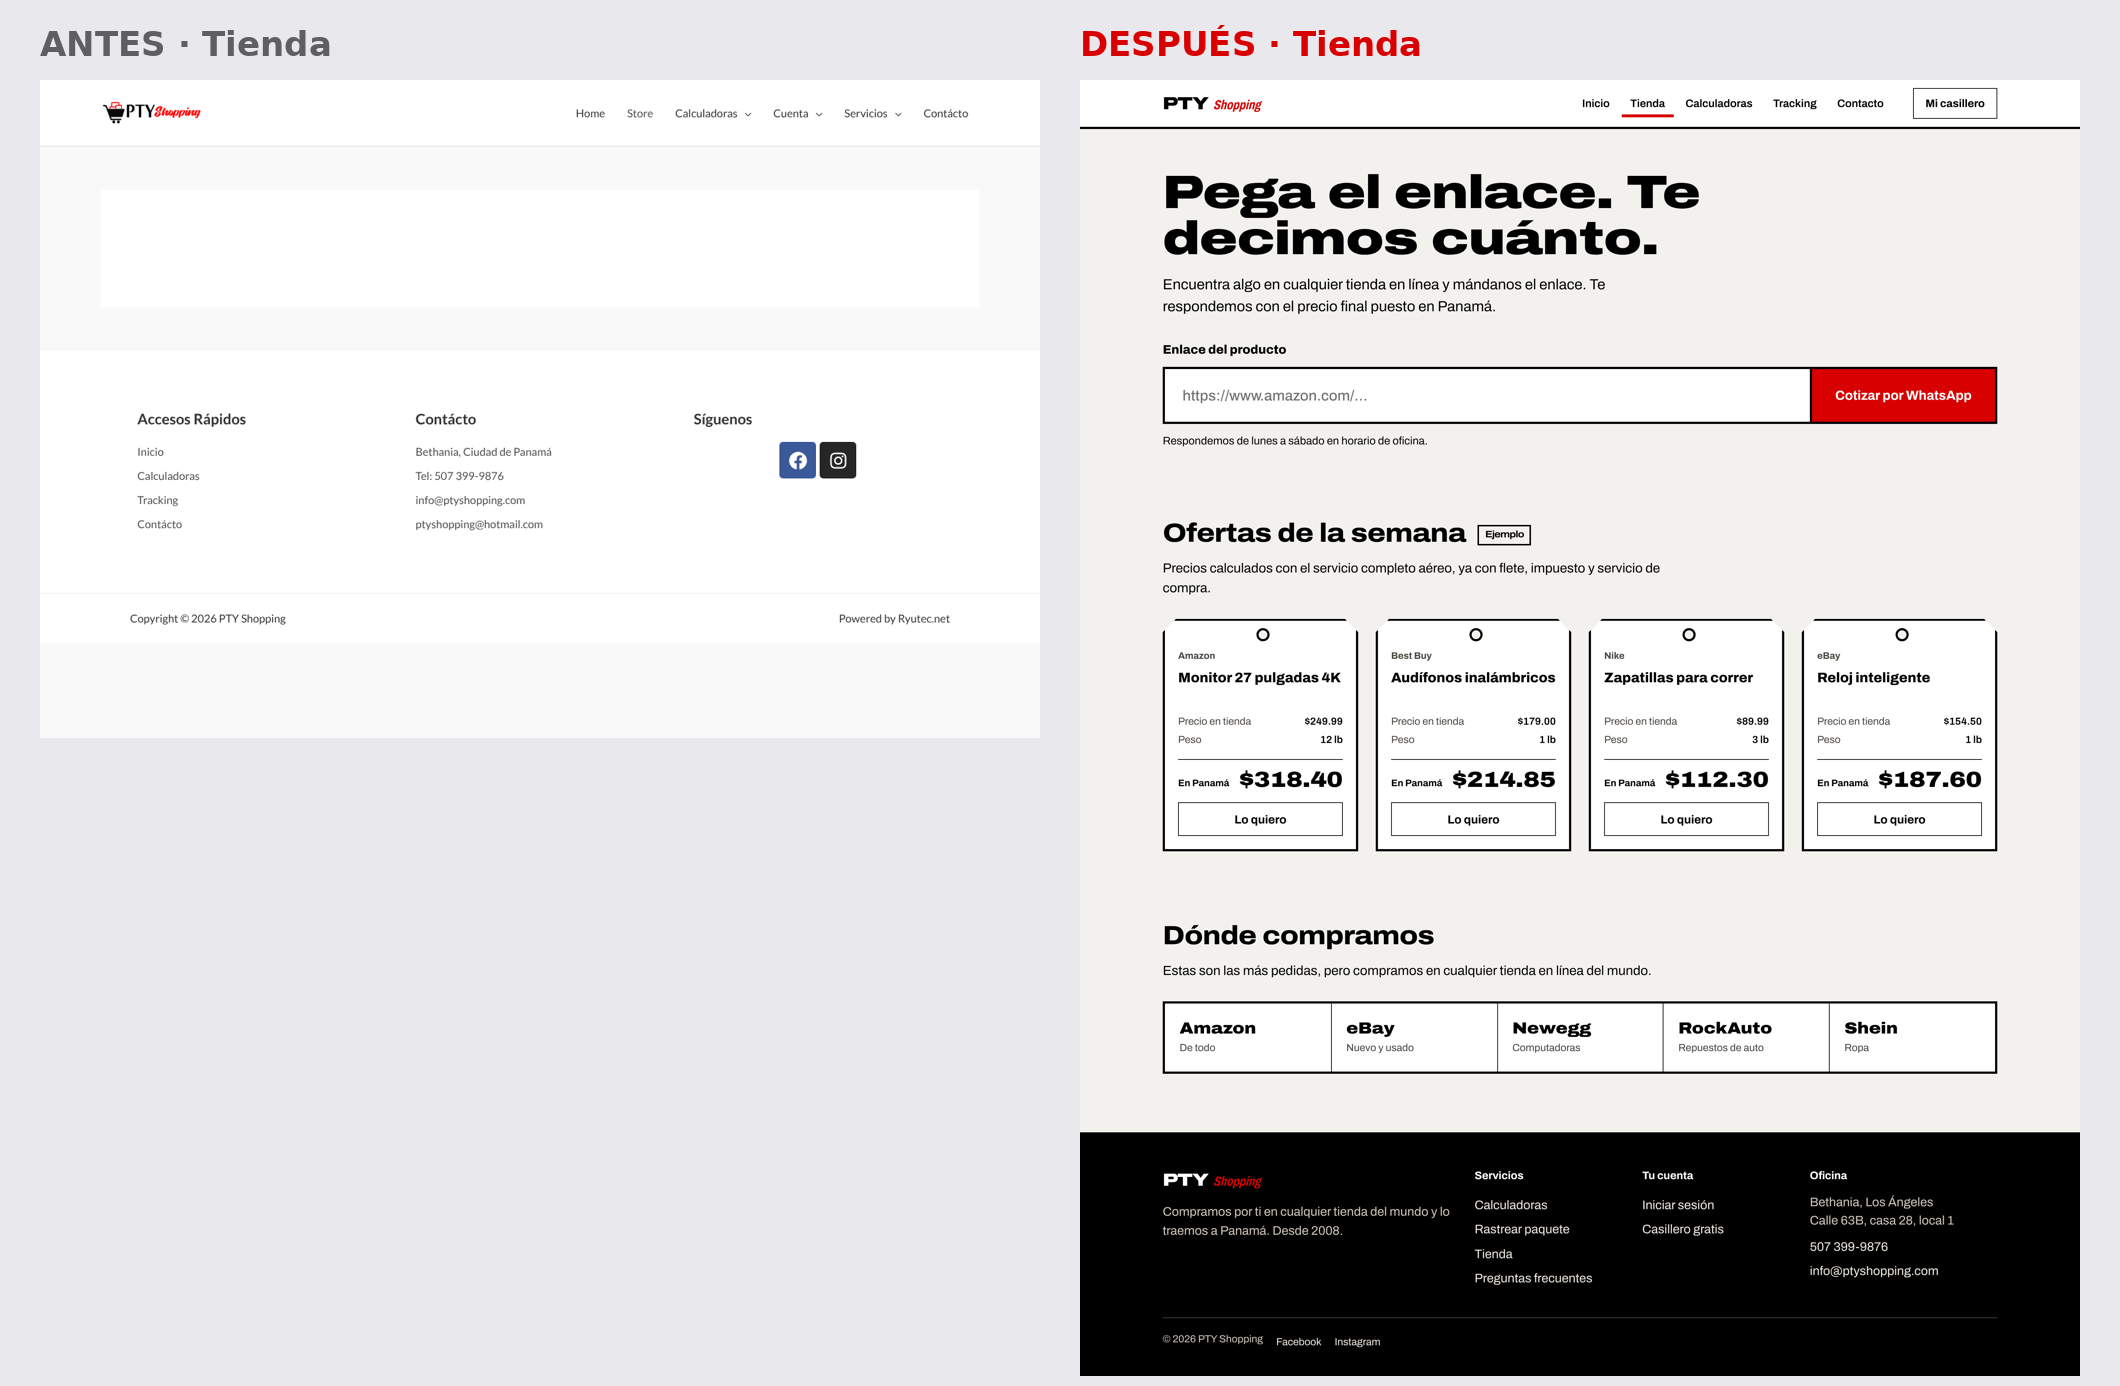 ANTES · Tienda
PTY Shopping
Home Store Calculadoras Cuenta Servicios Contácto
Accesos Rápidos
Inicio
Calculadoras
Tracking
Contácto
Contácto
Bethania, Ciudad de Panamá
Tel: 507 399-9876
info@ptyshopping.com
ptyshopping@hotmail.com
Síguenos
Copyright © 2026 PTY Shopping
Powered by Ryutec.net
DESPUÉS · Tienda
PTY Shopping
Inicio Tienda Calculadoras Tracking Contacto Mi casillero
Pega el enlace. Te
decimos cuánto.
Encuentra algo en cualquier tienda en línea y mándanos el enlace. Te
respondemos con el precio final puesto en Panamá.
Enlace del producto
https://www.amazon.com/...
Cotizar por WhatsApp
Respondemos de lunes a sábado en horario de oficina.
Ofertas de la semana Ejemplo
Precios calculados con el servicio completo aéreo, ya con flete, impuesto y servicio de
compra.
Amazon
Monitor 27 pulgadas 4K
Precio en tienda $249.99
Peso 12 lb
En Panamá $318.40
Lo quiero
Best Buy
Audífonos inalámbricos
Precio en tienda $179.00
Peso 1 lb
En Panamá $214.85
Lo quiero
Nike
Zapatillas para correr
Precio en tienda $89.99
Peso 3 lb
En Panamá $112.30
Lo quiero
eBay
Reloj inteligente
Precio en tienda $154.50
Peso 1 lb
En Panamá $187.60
Lo quiero
Dónde compramos
Estas son las más pedidas, pero compramos en cualquier tienda en línea del mundo.
Amazon
De todo
eBay
Nuevo y usado
Newegg
Computadoras
RockAuto
Repuestos de auto
Shein
Ropa
PTY Shopping
Compramos por ti en cualquier tienda del mundo y lo
traemos a Panamá. Desde 2008.
Servicios
Calculadoras
Rastrear paquete
Tienda
Preguntas frecuentes
Tu cuenta
Iniciar sesión
Casillero gratis
Oficina
Bethania, Los Ángeles
Calle 63B, casa 28, local 1
507 399-9876
info@ptyshopping.com
© 2026 PTY Shopping Facebook Instagram